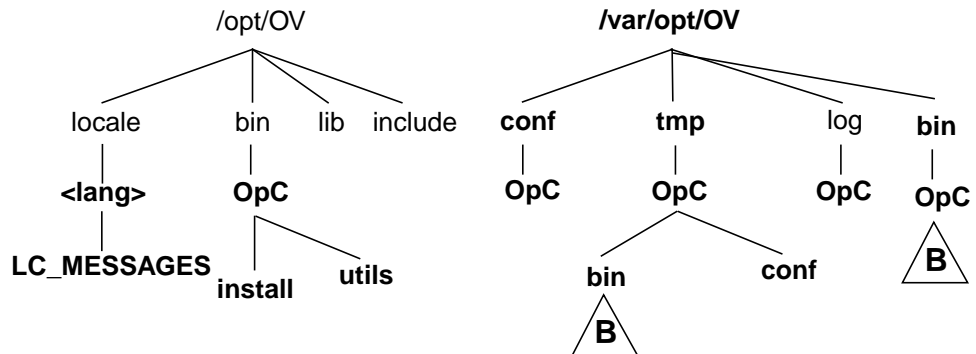 /opt/OV /var/opt/OV
locale bin lib include conf tmp log bin
<lang> OpC OpC OpC OpC OpC
LC_MESSAGES install utils bin conf B
B